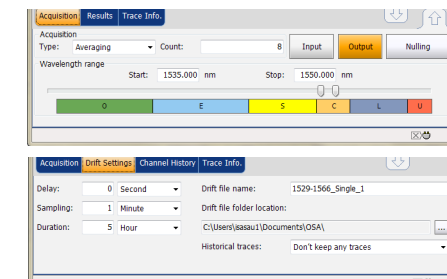 Acquisition Results Trace Info.
Acquisition
Type: Averaging Count: 8 Input Output Nulling
Wavelength range
Start: 1535.000 nm Stop: 1550.000 nm
O E S C L U
Acquisition Drift Settings Channel History Trace Info.
Delay: 0 Second Drift file name: 1529-1566_Single_1
Sampling: 1 Minute Drift file folder location:
Duration: 5 Hour C:\Users\isasau1\Documents\OSA\ ...
Historical traces: Don't keep any traces